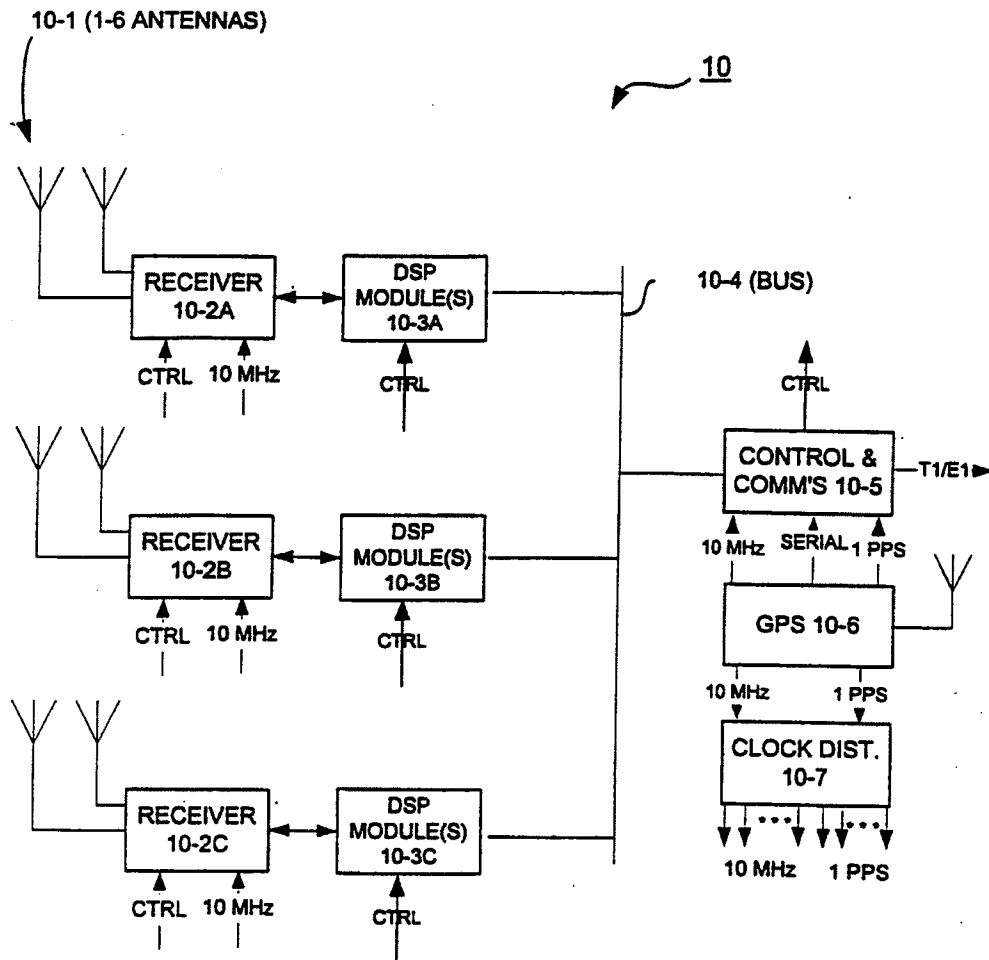 10-1 (1-6 ANTENNAS)
10
RECEIVER
10-2A
DSP
MODULE(S)
10-3A
10-4 (BUS)
CTRL
10 MHz
CTRL
CTRL
CONTROL &
COMM'S 10-5
T1/E1
RECEIVER
10-2B
DSP
MODULE(S)
10-3B
10 MHz
SERIAL
1 PPS
CTRL
10 MHz
CTRL
GPS 10-6
10 MHz
1 PPS
RECEIVER
10-2C
DSP
MODULE(S)
10-3C
CLOCK DIST.
10-7
CTRL
10 MHz
CTRL
10 MHz
1 PPS